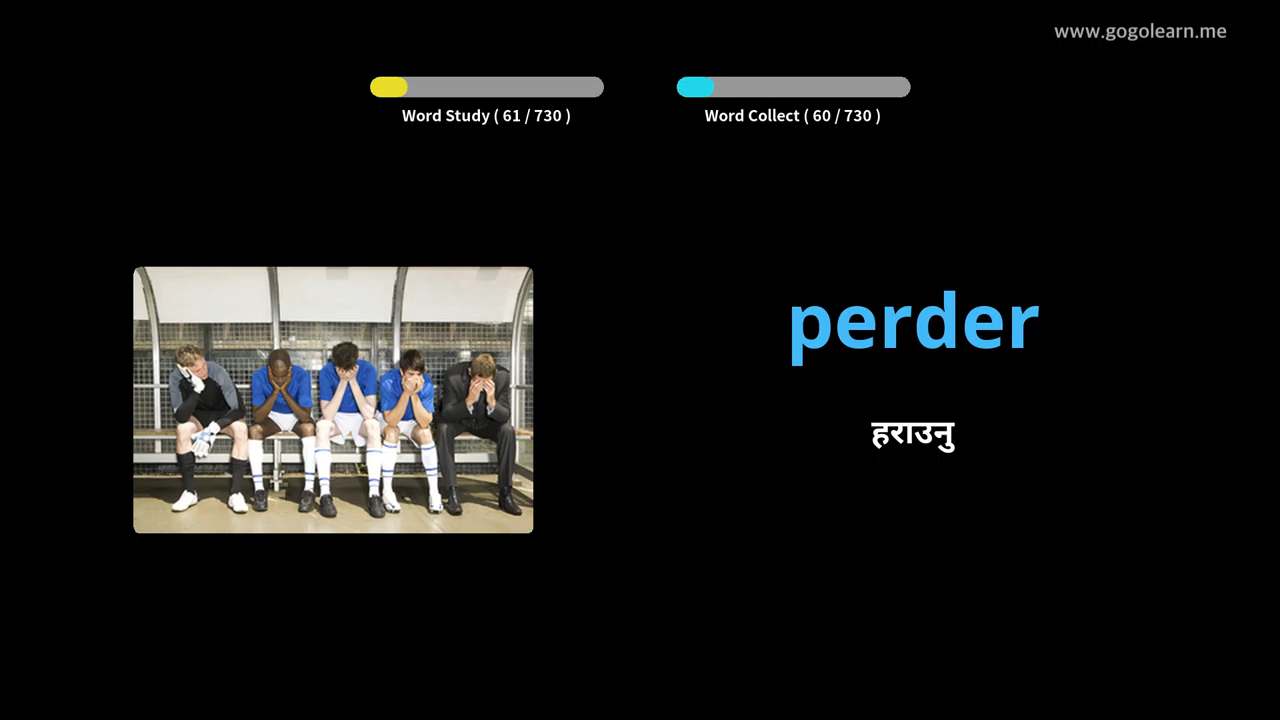 www.gogolearn.me
Word Study ( 61 / 730 )
Word Collect ( 60 / 730 )
perder
हराउनु